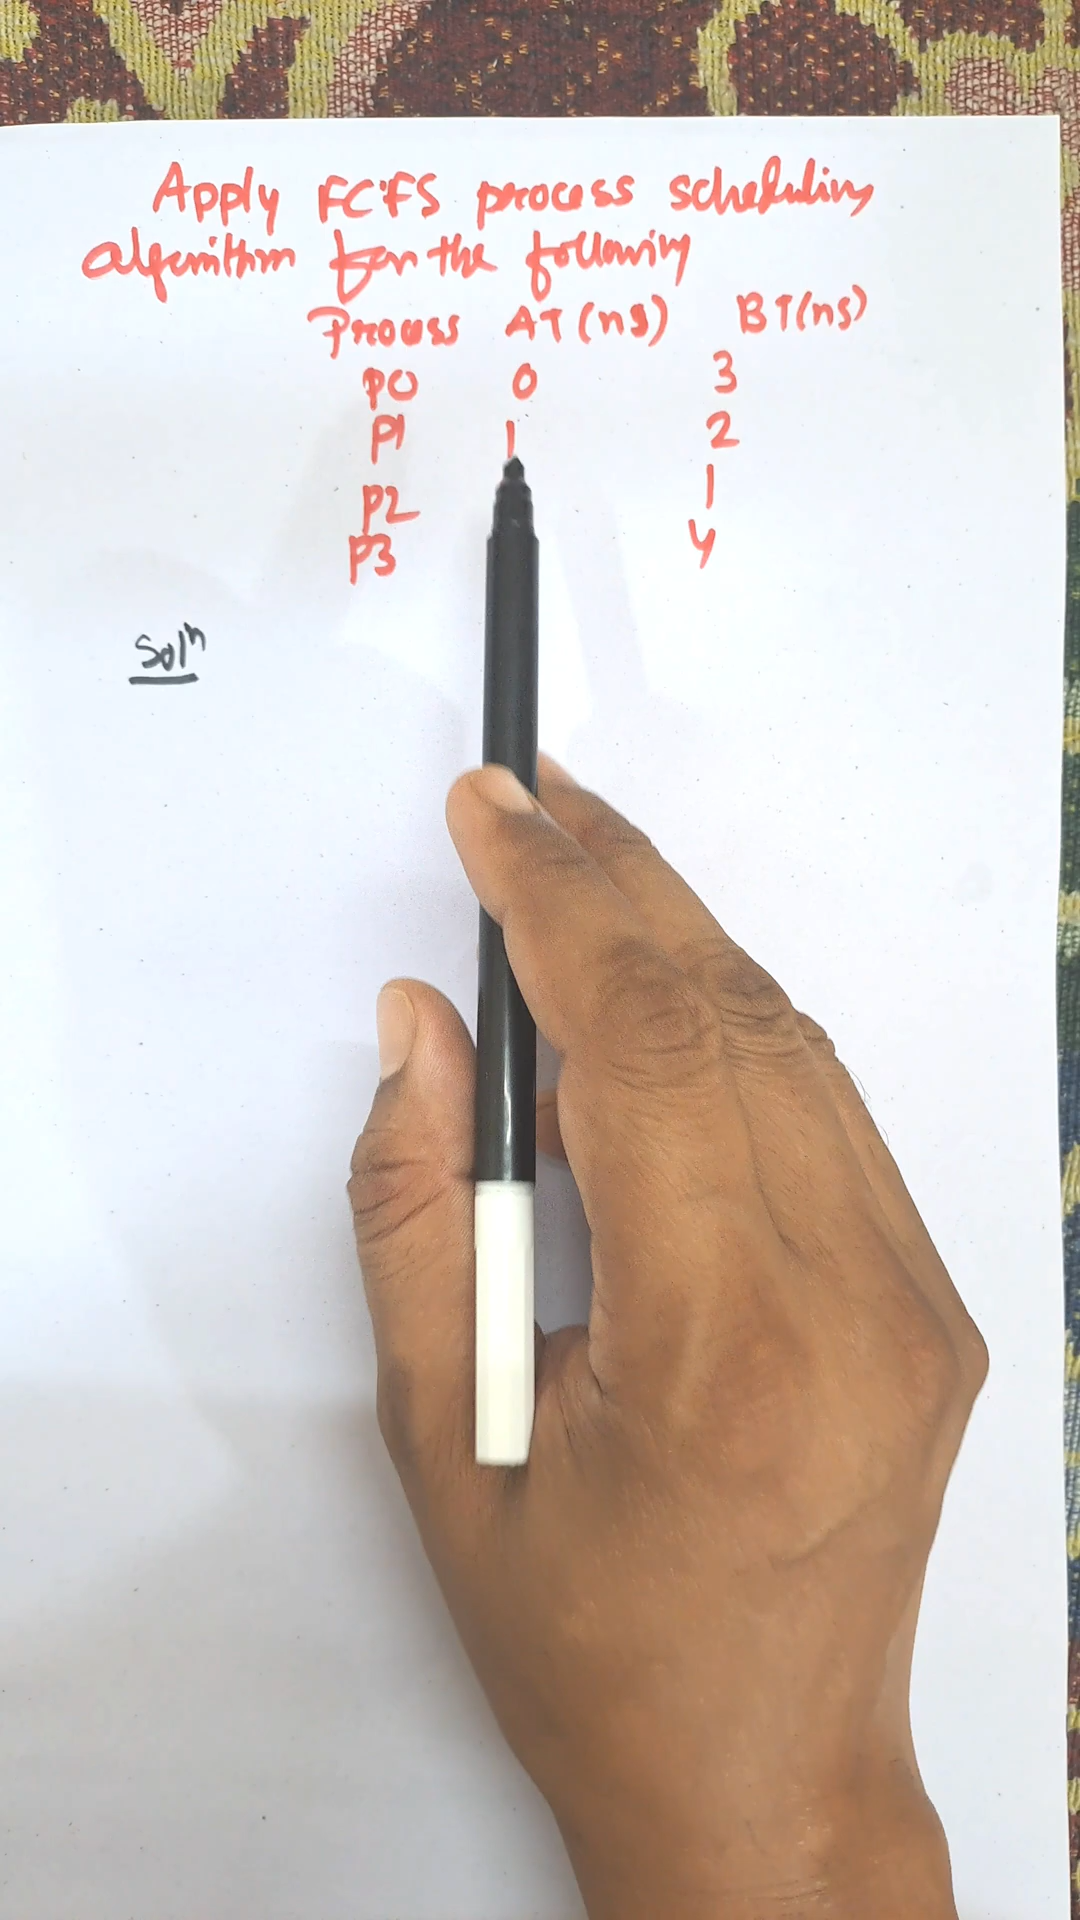 Apply FCFS process scheduling
algorithm for the following
Process AT(ns) BT(ns)
P0 0 3
P1 1 2
P2 1
P3 4
Solⁿ